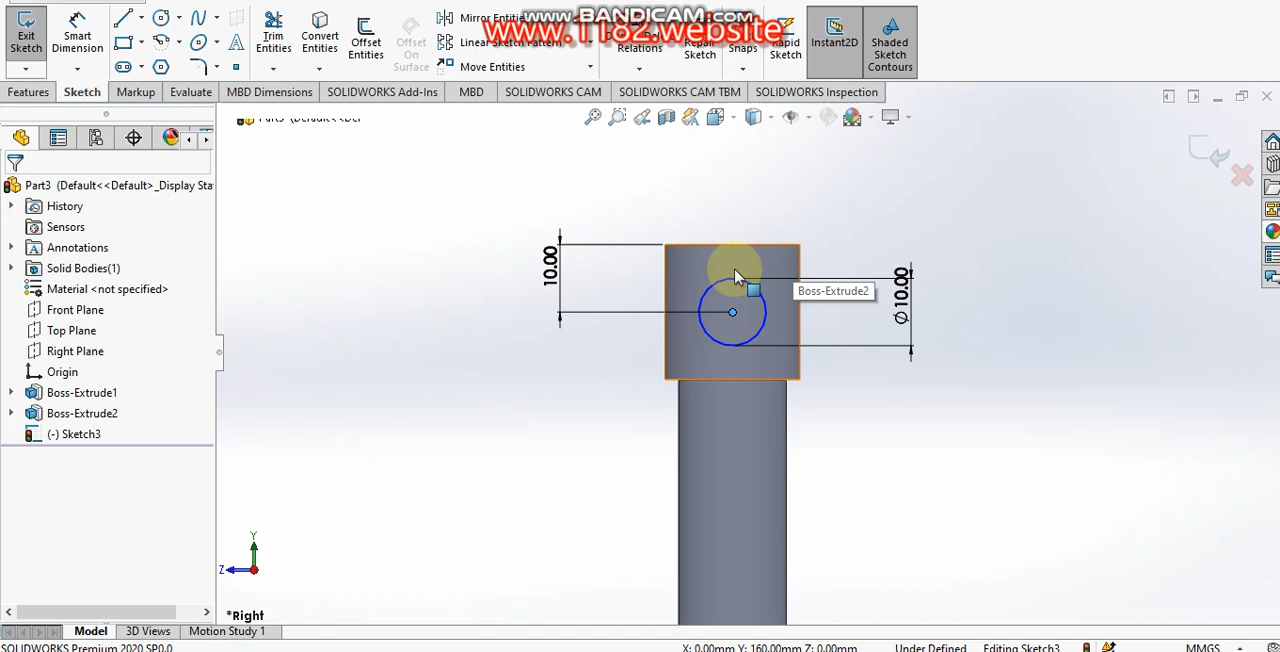 www.BANDICAM.com
www.1182.website
Exit Sketch
Smart Dimension
Trim Entities
Convert Entities
Offset Entities
Offset On Surface
Mirror Entities
Linear Sketch Pattern
Move Entities
Relations
Repair Sketch
Snaps
Rapid Sketch
Instant2D
Shaded Sketch Contours
Features
Sketch
Markup
Evaluate
MBD Dimensions
SOLIDWORKS Add-Ins
MBD
SOLIDWORKS CAM
SOLIDWORKS CAM TBM
SOLIDWORKS Inspection
Part3 (Default<<Default>_Display Sta
History
Sensors
Annotations
Solid Bodies(1)
Material <not specified>
Front Plane
Top Plane
Right Plane
Origin
Boss-Extrude1
Boss-Extrude2
(-) Sketch3
10.00
Ø10.00
Boss-Extrude2
Y
Z
*Right
Model
3D Views
Motion Study 1
SOLIDWORKS Premium 2020 SP0.0
X: 0.00mm Y: 160.00mm Z: 0.00mm
Under Defined
Editing Sketch3
MMGS